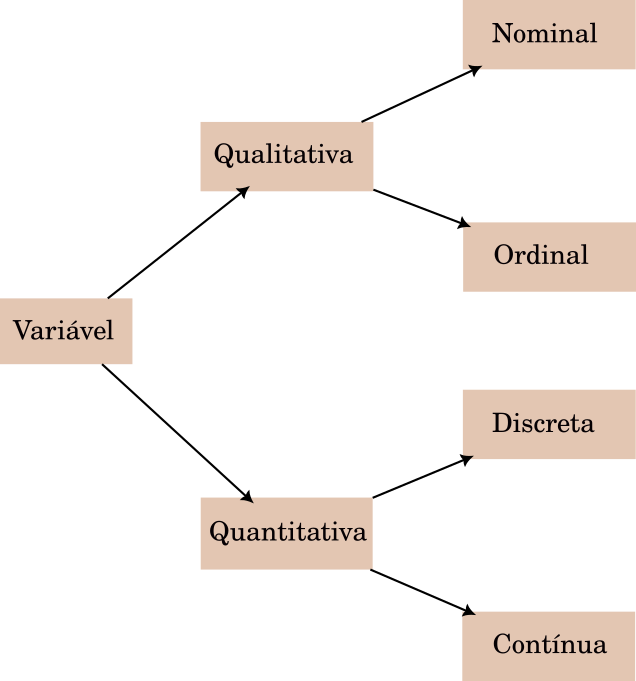 Nominal
Qualitativa
Ordinal
Variável
Discreta
Quantitativa
Contínua